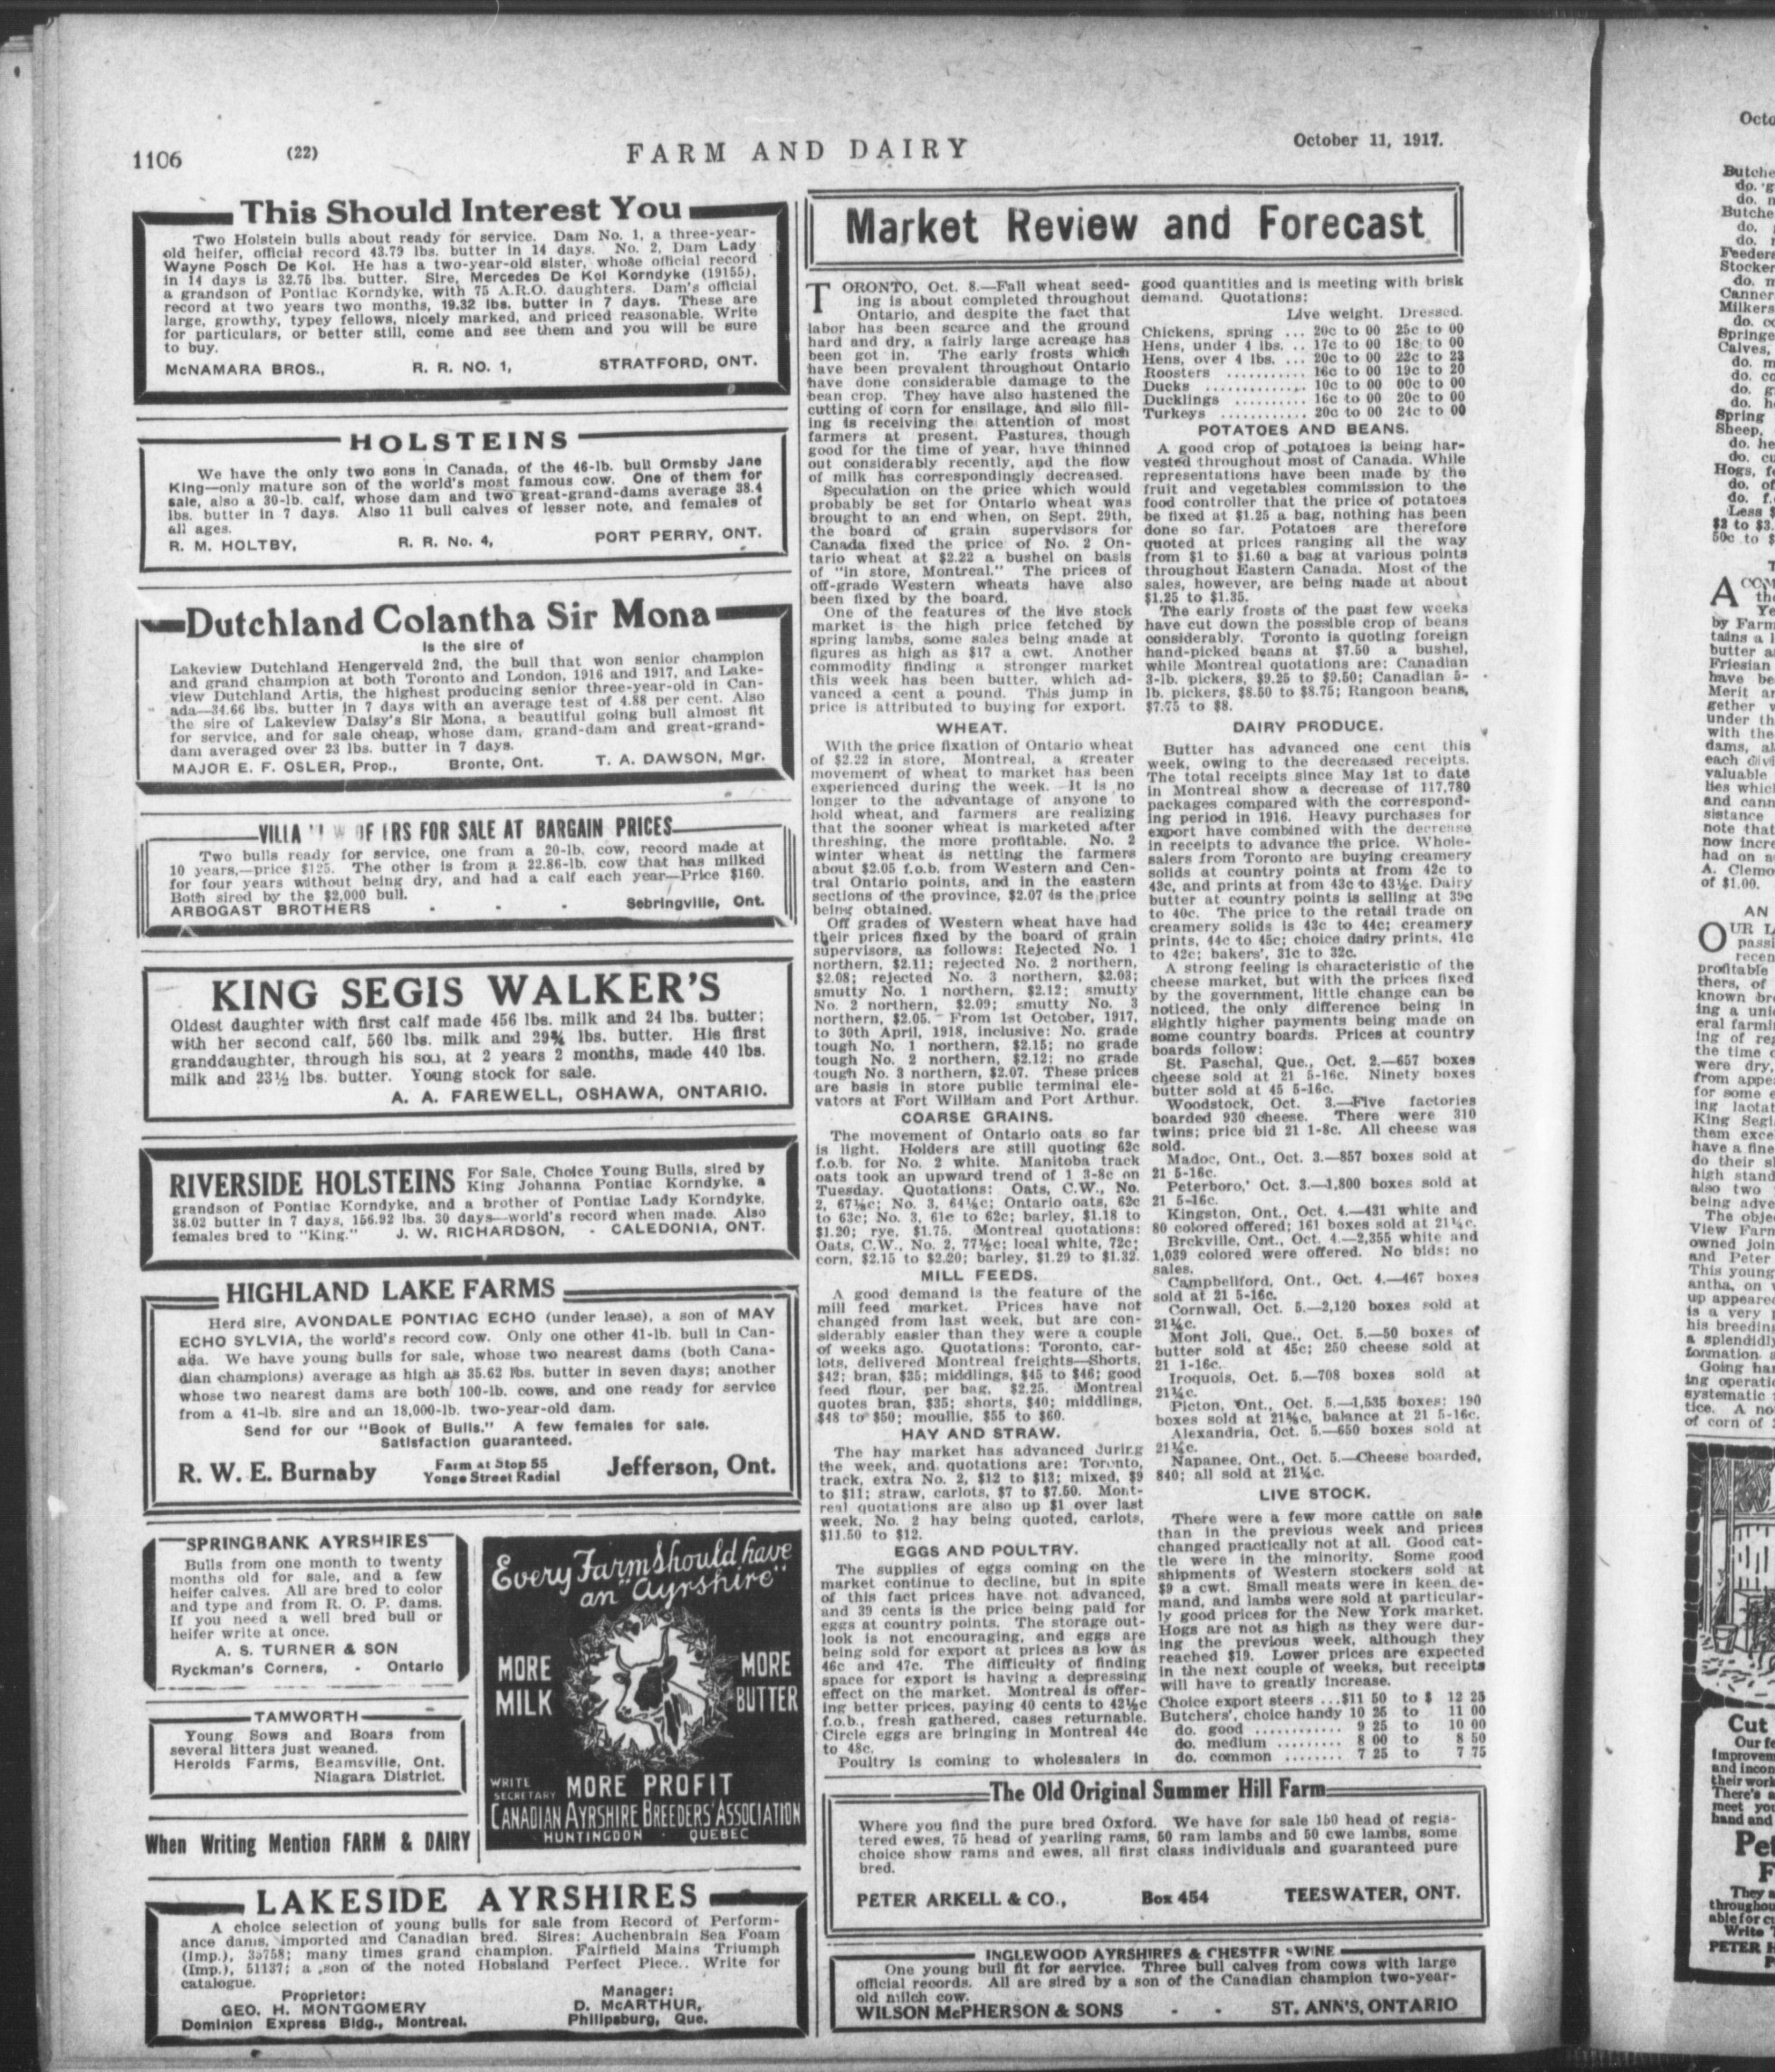 1106
(22)
FARM AND DAIRY
October 11, 1917.
This Should Interest You
Two Holstein bulls about ready for service. Dam No. 1, a three-year-
old heifer, official record 43.79 lbs. butter in 14 days. No. 2, Dam Lady
Wayne Posch De Kol. He has a two-year-old sister, whose official record
in 14 days is 32.75 lbs. butter. Sire, Mercedes De Kol Korndyke (19155),
a grandson of Pontiac Korndyke, with 75 A.R.O. daughters. Dam's official
record at two years two months, 19.32 lbs. butter in 7 days. These are
large, growthy, typey fellows, nicely marked, and priced reasonable. Write
for particulars, or better still, come and see them and you will be sure
to buy.
McNAMARA BROS., R. R. NO. 1, STRATFORD, ONT.
HOLSTEINS
We have the only two sons in Canada, of the 46-lb. bull Ormsby Jane
King—only mature son of the world's most famous cow. One of them for
sale, also a 30-lb. calf, whose dam and two great-grand-dams average 38.4
lbs. butter in 7 days. Also 11 bull calves of lesser note, and females of
all ages.
R. M. HOLTBY, R. R. No. 4, PORT PERRY, ONT.
Dutchland Colantha Sir Mona
is the sire of
Lakeview Dutchland Hengerveld 2nd, the bull that won senior champion
and grand champion at both Toronto and London, 1916 and 1917, and Lake-
view Dutchland Artis, the highest producing senior three-year-old in Can-
ada—34.66 lbs. butter in 7 days with an average test of 4.88 per cent. Also
the sire of Lakeview Daisy's Sir Mona, a beautiful going bull almost fit
for service, and for sale cheap, whose dam, grand-dam and great-grand-
dam averaged over 23 lbs. butter in 7 days.
MAJOR E. F. OSLER, Prop., Bronte, Ont. T. A. DAWSON, Mgr.
FOR SALE AT BARGAIN PRICES
Two bulls ready for service, one from a 20-lb. cow, record made at
10 years,—price $125. The other is from a 22.86-lb. cow that has milked
for four years without being dry, and had a calf each year—Price $160.
Both sired by the $2,000 bull.
ARBOGAST BROTHERS - - - Sebringville, Ont.
KING SEGIS WALKER'S
Oldest daughter with first calf made 456 lbs. milk and 24 lbs. butter;
with her second calf, 560 lbs. milk and 29¾ lbs. butter. His first
granddaughter, through his son, at 2 years 2 months, made 440 lbs.
milk and 23½ lbs. butter. Young stock for sale.
A. A. FAREWELL, OSHAWA, ONTARIO.
RIVERSIDE HOLSTEINS For Sale, Choice Young Bulls, sired by
King Johanna Pontiac Korndyke, a
grandson of Pontiac Korndyke, and a brother of Pontiac Lady Korndyke,
38.02 butter in 7 days, 156.92 lbs. 30 days—world's record when made. Also
females bred to "King." J. W. RICHARDSON, - CALEDONIA, ONT.
HIGHLAND LAKE FARMS
Herd sire, AVONDALE PONTIAC ECHO (under lease), a son of MAY
ECHO SYLVIA, the world's record cow. Only one other 41-lb. bull in Can-
ada. We have young bulls for sale, whose two nearest dams (both Cana-
dian champions) average as high as 35.62 lbs. butter in seven days; another
whose two nearest dams are both 100-lb. cows, and one ready for service
from a 41-lb. sire and an 18,000-lb. two-year-old dam.
Send for our "Book of Bulls." A few females for sale.
Satisfaction guaranteed.
R. W. E. Burnaby Farm at Stop 55
Yonge Street Radial Jefferson, Ont.
SPRINGBANK AYRSHIRES
Bulls from one month to twenty
months old for sale, and a few
heifer calves. All are bred to color
and type and from R. O. P. dams.
If you need a well bred bull or
heifer write at once.
A. S. TURNER & SON
Ryckman's Corners, - Ontario
TAMWORTH
Young Sows and Boars from
several litters just weaned.
Herolds Farms, Beamsville, Ont.
Niagara District.
When Writing Mention FARM & DAIRY
Every Farm Should have
an "Ayrshire"
MORE
MILK
MORE
BUTTER
WRITE
SECRETARY
MORE PROFIT
CANADIAN AYRSHIRE BREEDERS' ASSOCIATION
HUNTINGDON - QUEBEC
LAKESIDE AYRSHIRES
A choice selection of young bulls for sale from Record of Perform-
ance dams, imported and Canadian bred. Sires: Auchenbrain Sea Foam
(Imp.), 35758; many times grand champion. Fairfield Mains Triumph
(Imp.), 51137; a son of the noted Hobsland Perfect Piece. Write for
catalogue.
Proprietor:
GEO. H. MONTGOMERY
Dominion Express Bldg., Montreal.
Manager:
D. McARTHUR,
Philipsburg, Que.
Market Review and Forecast
TORONTO, Oct. 8.—Fall wheat seed-
ing is about completed throughout
Ontario, and despite the fact that
labor has been scarce and the ground
hard and dry, a fairly large acreage has
been got in. The early frosts which
have been prevalent throughout Ontario
have done considerable damage to the
bean crop. They have also hastened the
cutting of corn for ensilage, and silo fill-
ing is receiving the attention of most
farmers at present. Pastures, though
good for the time of year, have thinned
out considerably recently, and the flow
of milk has correspondingly decreased.
Speculation on the price which would
probably be set for Ontario wheat was
brought to an end when, on Sept. 29th,
the board of grain supervisors for
Canada fixed the price of No. 2 On-
tario wheat at $2.22 a bushel on basis
of "in store, Montreal." The prices of
off-grade Western wheats have also
been fixed by the board.
One of the features of the live stock
market is the high price fetched by
spring lambs, some sales being made at
figures as high as $17 a cwt. Another
commodity finding a stronger market
this week has been butter, which ad-
vanced a cent a pound. This jump in
price is attributed to buying for export.
WHEAT.
With the price fixation of Ontario wheat
of $2.22 in store, Montreal, a greater
movement of wheat to market has been
experienced during the week. It is no
longer to the advantage of anyone to
hold wheat, and farmers are realizing
that the sooner wheat is marketed after
threshing, the more profitable. No. 2
winter wheat is netting the farmers
about $2.05 f.o.b. from Western and Cen-
tral Ontario points, and in the eastern
sections of the province, $2.07 is the price
being obtained.
Off grades of Western wheat have had
their prices fixed by the board of grain
supervisors, as follows: Rejected No. 1
northern, $2.11; rejected No. 2 northern,
$2.08; rejected No. 3 northern, $2.03;
smutty No. 1 northern, $2.12; smutty
No. 2 northern, $2.09; smutty No. 3
northern, $2.05. From 1st October, 1917,
to 30th April, 1918, inclusive: No. grade
tough No. 1 northern, $2.15; no grade
tough No. 2 northern, $2.12; no grade
tough No. 3 northern, $2.07. These prices
are basis in store public terminal ele-
vators at Fort William and Port Arthur.
COARSE GRAINS.
The movement of Ontario oats so far
is light. Holders are still quoting 62c
f.o.b. for No. 2 white. Manitoba track
oats took an upward trend of 1 3-8c on
Tuesday. Quotations: Oats, C.W., No.
2, 67⅛c; No. 3, 64⅛c; Ontario oats, 62c
to 63c; No. 3, 61c to 62c; barley, $1.18 to
$1.20; rye, $1.75. Montreal quotations:
Oats, C.W., No. 2, 77½c; local white, 72c;
corn, $2.15 to $2.20; barley, $1.29 to $1.32.
MILL FEEDS.
A good demand is the feature of the
mill feed market. Prices have not
changed from last week, but are con-
siderably easier than they were a couple
of weeks ago. Quotations: Toronto, car-
lots, delivered Montreal freights—Shorts,
$42; bran, $35; middlings, $45 to $46; good
feed flour, per bag, $2.25. Montreal
quotes bran, $35; shorts, $40; middlings,
$48 to $50; moullie, $55 to $60.
HAY AND STRAW.
The hay market has advanced during
the week, and quotations are: Toronto,
track, extra No. 2, $12 to $13; mixed, $9
to $11; straw, carlots, $7 to $7.50. Mont-
real quotations are also up $1 over last
week, No. 2 hay being quoted, carlots,
$11.50 to $12.
EGGS AND POULTRY.
The supplies of eggs coming on the
market continue to decline, but in spite
of this fact prices have not advanced,
and 39 cents is the price being paid for
eggs at country points. The storage out-
look is not encouraging, and eggs are
being sold for export at prices as low as
46c and 47c. The difficulty of finding
space for export is having a depressing
effect on the market. Montreal is offer-
ing better prices, paying 40 cents to 42½c
f.o.b., fresh gathered, cases returnable.
Circle eggs are bringing in Montreal 44c
to 48c.
Poultry is coming to wholesalers in
good quantities and is meeting with brisk
demand. Quotations:
Live weight. Dressed.
Chickens, spring ... 20c to 00 25c to 00
Hens, under 4 lbs. .. 17c to 00 18c to 00
Hens, over 4 lbs. ... 20c to 00 22c to 23
Roosters ........... 16c to 00 19c to 20
Ducks .............. 10c to 00 00c to 00
Ducklings .......... 16c to 00 20c to 00
Turkeys ............ 20c to 00 24c to 00
POTATOES AND BEANS.
A good crop of potatoes is being har-
vested throughout most of Canada. While
representations have been made by the
fruit and vegetables commission to the
food controller that the price of potatoes
be fixed at $1.25 a bag, nothing has been
done so far. Potatoes are therefore
quoted at prices ranging all the way
from $1 to $1.60 a bag at various points
throughout Eastern Canada. Most of the
sales, however, are being made at about
$1.25 to $1.35.
The early frosts of the past few weeks
have cut down the possible crop of beans
considerably. Toronto is quoting foreign
hand-picked beans at $7.50 a bushel,
while Montreal quotations are: Canadian
3-lb. pickers, $9.25 to $9.50; Canadian 5-
lb. pickers, $8.50 to $8.75; Rangoon beans,
$7.75 to $8.
DAIRY PRODUCE.
Butter has advanced one cent this
week, owing to the decreased receipts.
The total receipts since May 1st to date
in Montreal show a decrease of 117,780
packages compared with the correspond-
ing period in 1916. Heavy purchases for
export have combined with the decrease
in receipts to advance the price. Whole-
salers from Toronto are buying creamery
solids at country points at from 42c to
43c, and prints at from 43c to 43½c. Dairy
butter at country points is selling at 39c
to 40c. The price to the retail trade on
creamery solids is 43c to 44c; creamery
prints, 44c to 45c; choice dairy prints, 41c
to 42c; bakers', 31c to 32c.
A strong feeling is characteristic of the
cheese market, but with the prices fixed
by the government, little change can be
noticed, the only difference being in
slightly higher payments being made on
some country boards. Prices at country
boards follow:
St. Paschal, Que., Oct. 2.—657 boxes
cheese sold at 21 5-16c. Ninety boxes
butter sold at 45 5-16c.
Woodstock, Oct. 3.—Five factories
boarded 930 cheese. There were 310
twins; price bid 21 1-8c. All cheese was
sold.
Madoc, Ont., Oct. 3.—857 boxes sold at
21 5-16c.
Peterboro,' Oct. 3.—1,800 boxes sold at
21 5-16c.
Kingston, Ont., Oct. 4.—431 white and
80 colored offered; 161 boxes sold at 21¼c.
Brckville, Ont., Oct. 4.—2,355 white and
1,039 colored were offered. No bids; no
sales.
Campbellford, Ont., Oct. 4.—467 boxes
sold at 21 5-16c.
Cornwall, Oct. 5.—2,120 boxes sold at
21¼c.
Mont Joli, Que., Oct. 5.—50 boxes of
butter sold at 45c; 250 cheese sold at
21 1-16c.
Iroquois, Oct. 5.—708 boxes sold at
21¼c.
Picton, Ont., Oct. 5.—1,535 boxes; 190
boxes sold at 21⅜c, balance at 21 5-16c.
Alexandria, Oct. 5.—650 boxes sold at
21¼c.
Napanee, Ont., Oct. 5.—Cheese boarded,
840; all sold at 21¼c.
LIVE STOCK.
There were a few more cattle on sale
than in the previous week and prices
changed practically not at all. Good cat-
tle were in the minority. Some good
shipments of Western stockers sold at
$9 a cwt. Small meats were in keen de-
mand, and lambs were sold at particular-
ly good prices for the New York market.
Hogs are not as high as they were dur-
ing the previous week, although they
reached $19. Lower prices are expected
in the next couple of weeks, but receipts
will have to greatly increase.
Choice export steers ...$11 50 to $ 12 25
Butchers', choice handy 10 25 to 11 00
do. good ............ 9 25 to 10 00
do. medium ......... 8 00 to 8 50
do. common ........ 7 25 to 7 75
The Old Original Summer Hill Farm
Where you find the pure bred Oxford. We have for sale 150 head of regis-
tered ewes, 75 head of yearling rams, 50 ram lambs and 50 ewe lambs, some
choice show rams and ewes, all first class individuals and guaranteed pure
bred.
PETER ARKELL & CO., Box 454 TEESWATER, ONT.
INGLEWOOD AYRSHIRES & CHESTER SWINE
One young bull fit for service. Three bull calves from cows with large
official records. All are sired by a son of the Canadian champion two-year-
old milch cow.
WILSON McPHERSON & SONS - - ST. ANN'S, ONTARIO